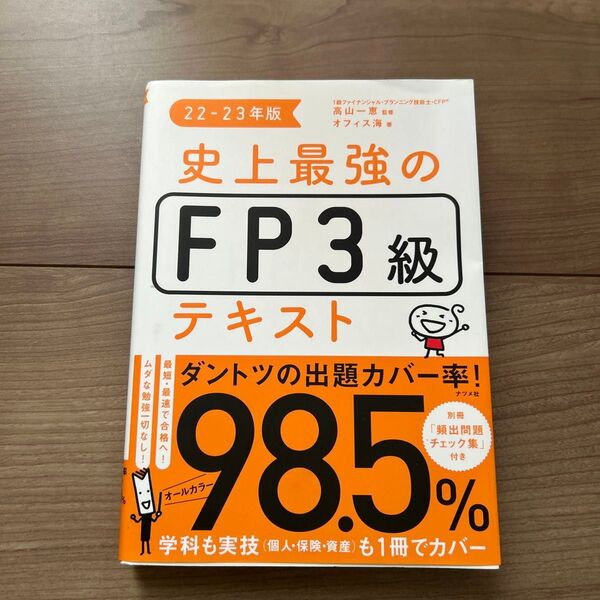 22-23年版
1級ファイナンシャル・プランニング技能士・CFP®
高山一恵 監修
オフィス海 著
史上最強の
FP3級
テキスト
ダントツの出題カバー率!
ナツメ社
最短・最速で合格へ!
ムダな勉強一切なし!
別冊
「頻出問題
チェック集」
付き
オールカラー
98.5%
学科も実技(個人・保険・資産)も1冊でカバー